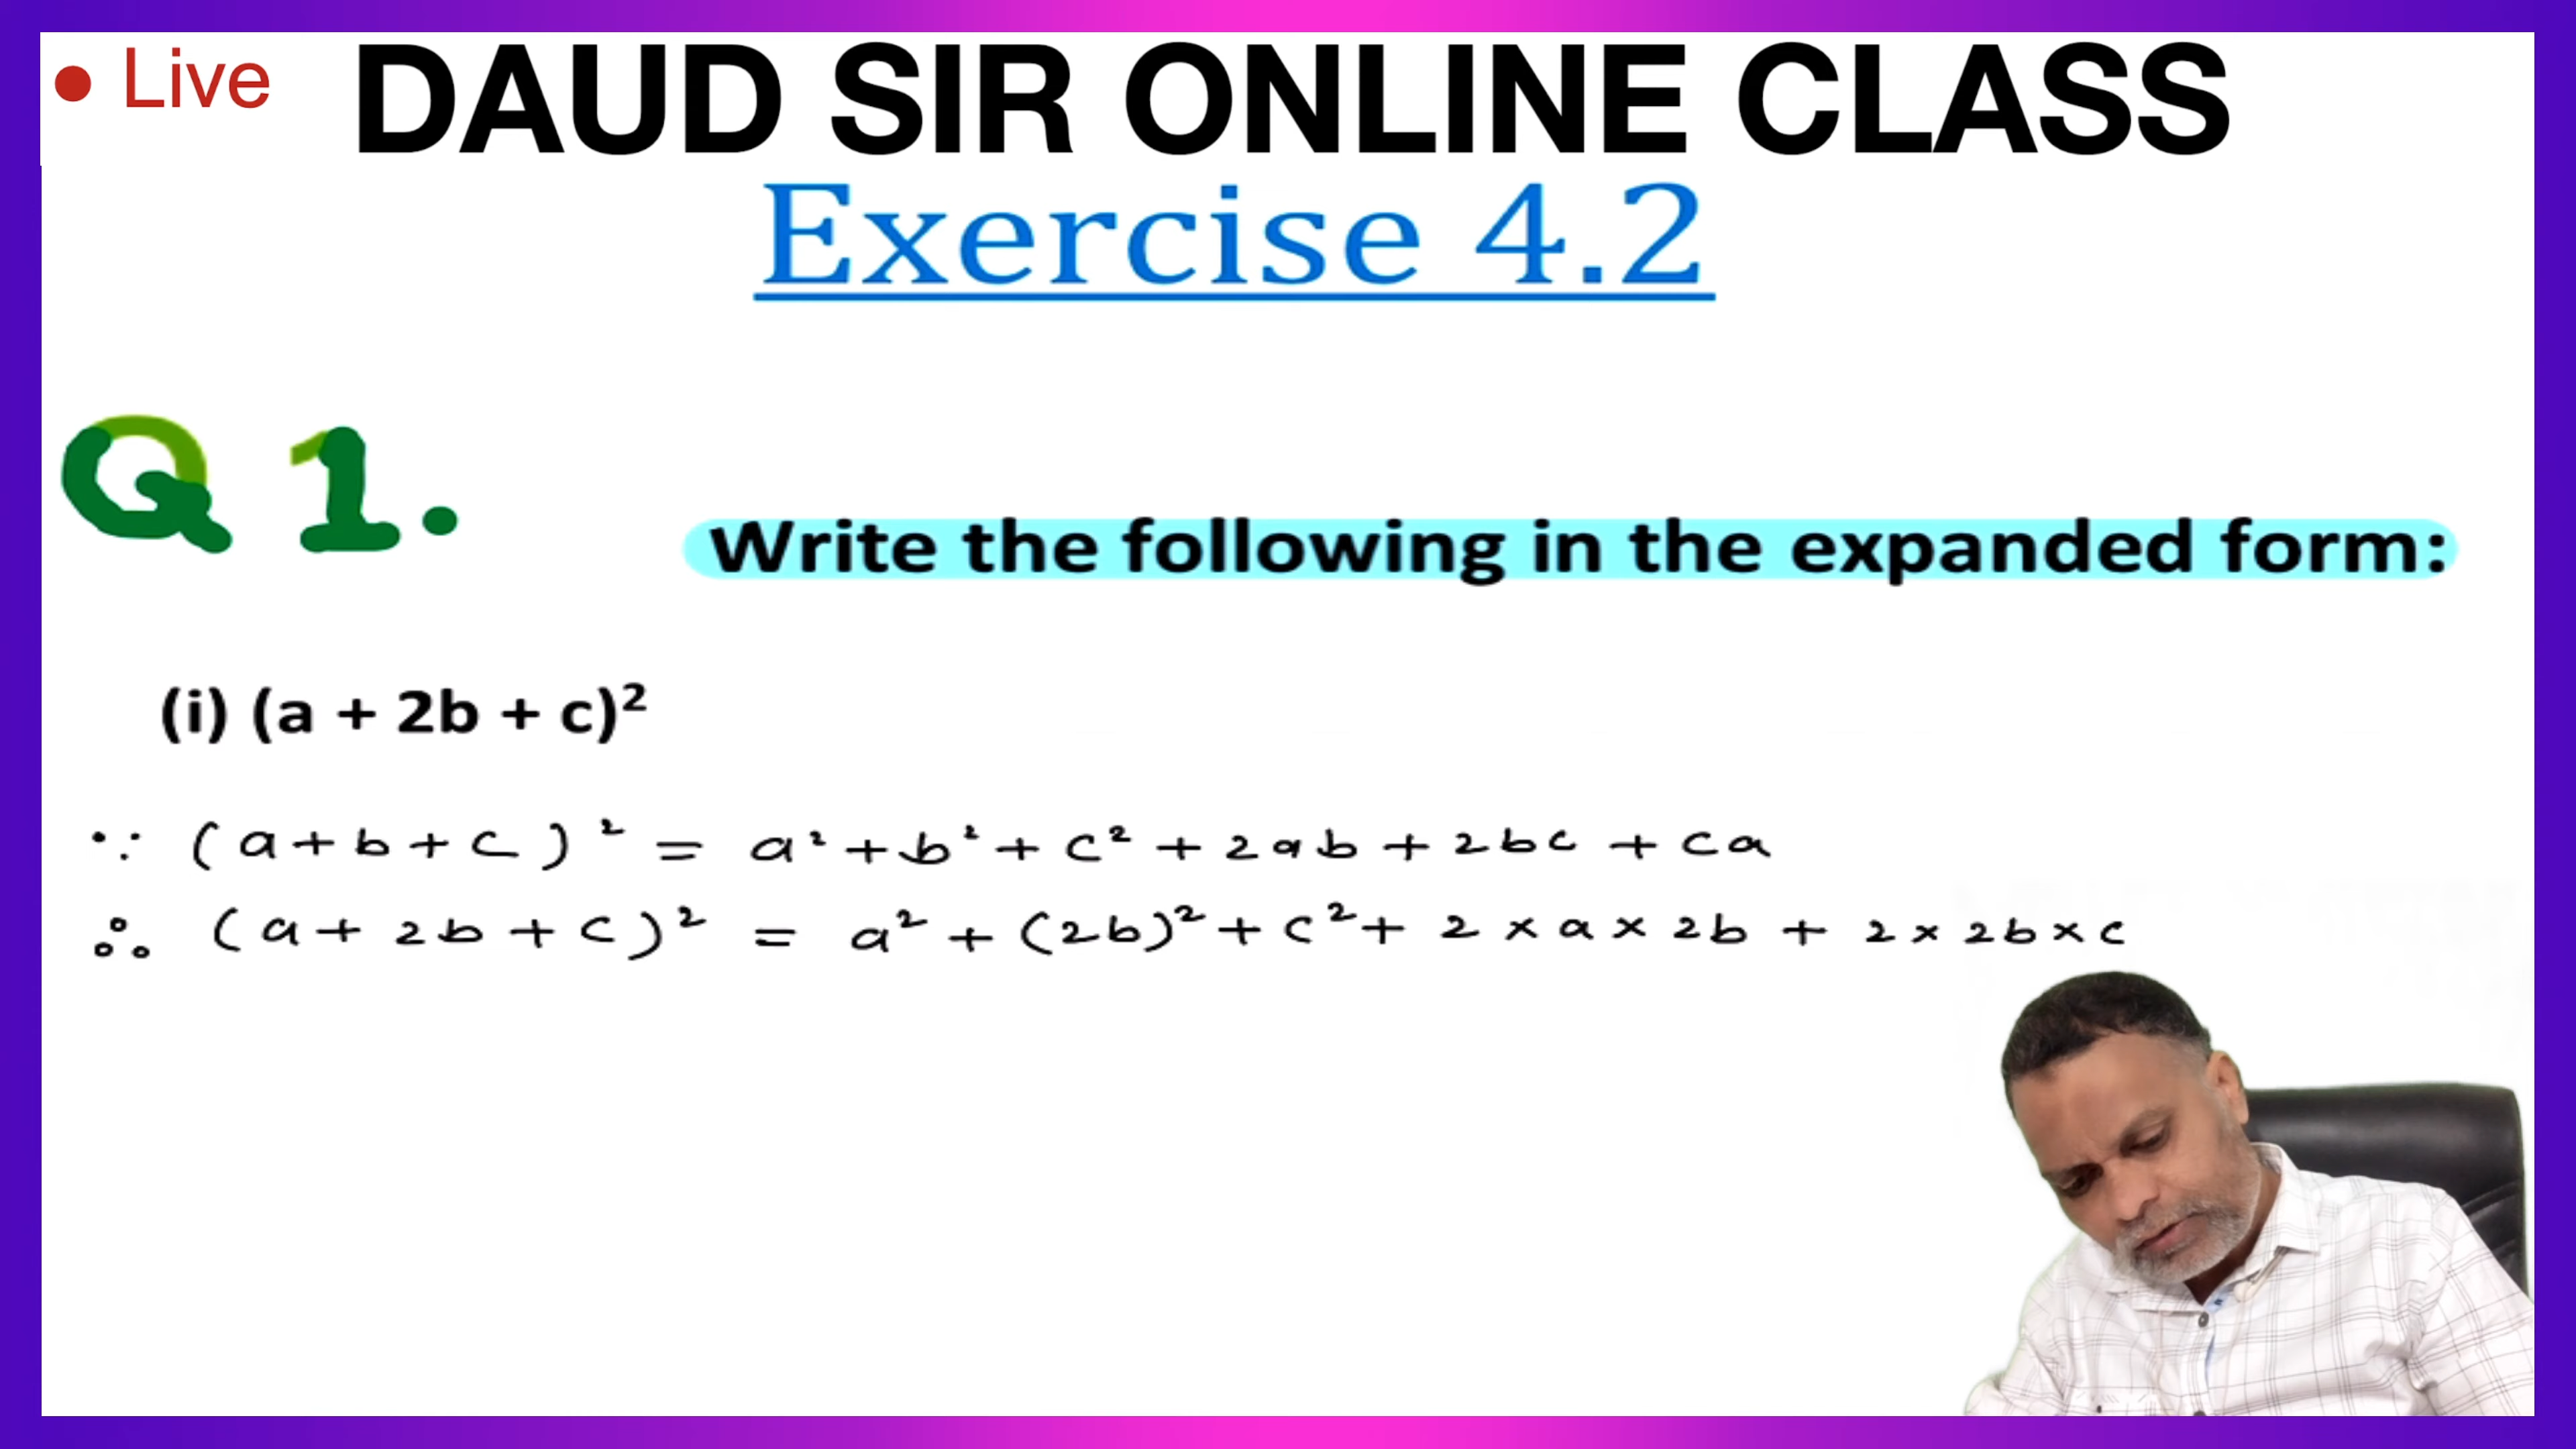 • Live DAUD SIR ONLINE CLASS
Exercise 4.2
Q 1.
Write the following in the expanded form:
(i) (a + 2b + c)²
∵ (a + b + c)² = a² + b² + c² + 2ab + 2bc + ca
∴ (a + 2b + c)² = a² + (2b)² + c² + 2 × a × 2b + 2 × 2b × c